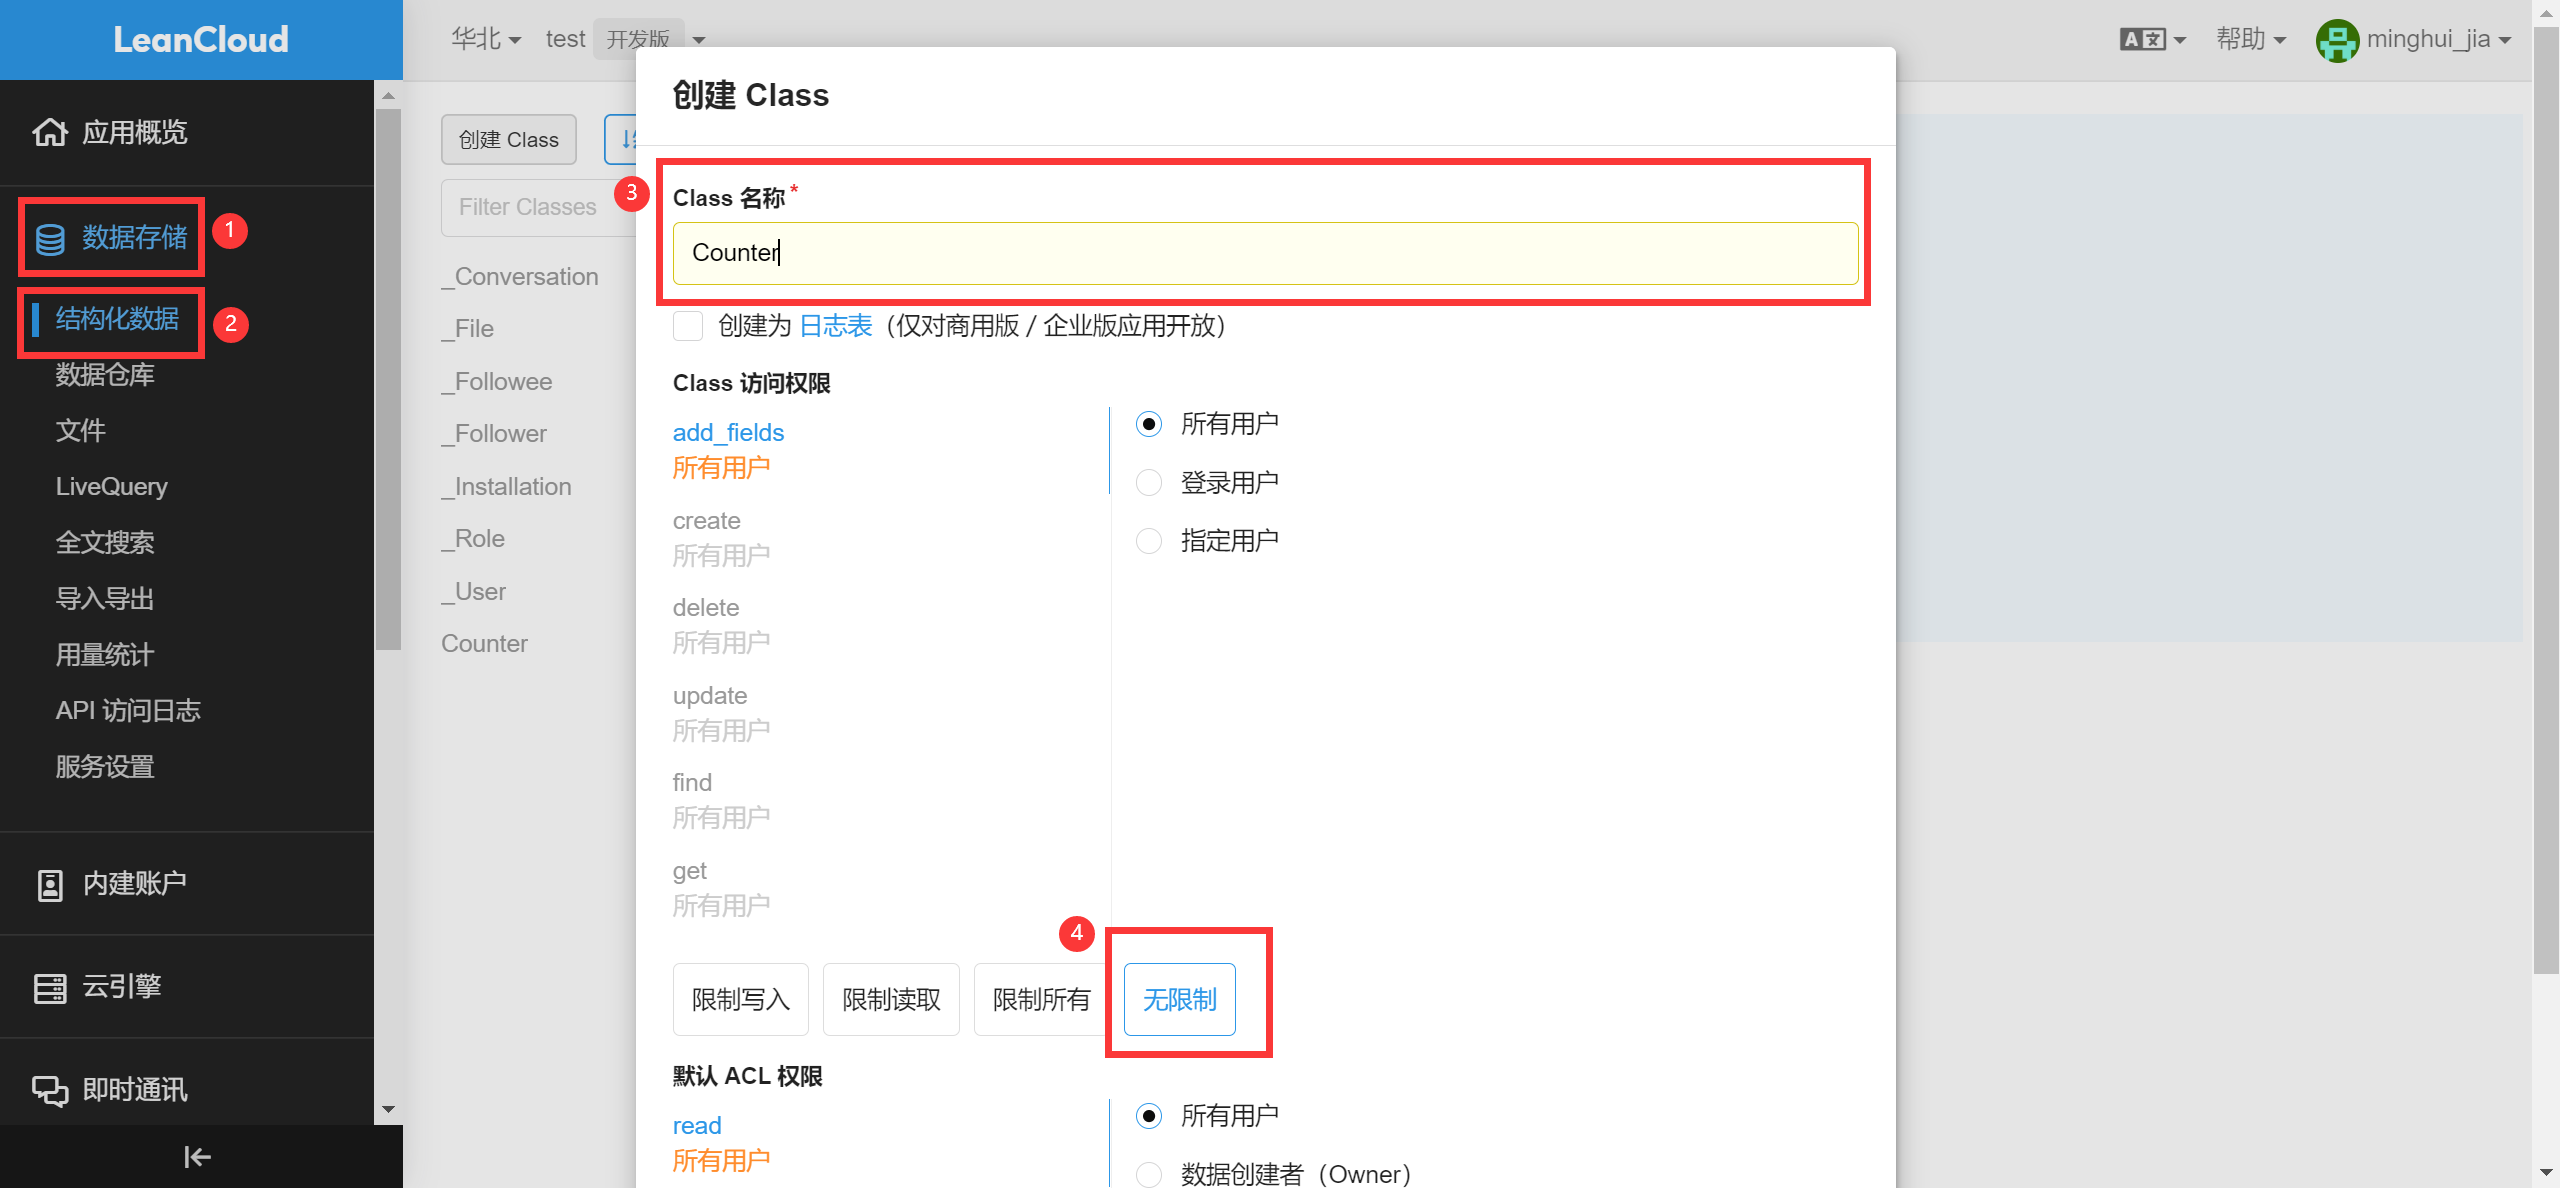 LeanCloud
华北
test
开发版
帮助
minghui_jia
应用概览
数据存储
1
结构化数据
2
数据仓库
文件
LiveQuery
全文搜索
导入导出
用量统计
API 访问日志
服务设置
内建账户
云引擎
即时通讯
创建 Class
Filter Classes
_Conversation
_File
_Followee
_Follower
_Installation
_Role
_User
Counter
创建 Class
3
Class 名称 *
Counter
创建为 日志表（仅对商用版 / 企业版应用开放）
Class 访问权限
add_fields
所有用户
create
所有用户
delete
所有用户
update
所有用户
find
所有用户
get
所有用户
所有用户
登录用户
指定用户
4
限制写入
限制读取
限制所有
无限制
默认 ACL 权限
read
所有用户
所有用户
数据创建者（Owner）